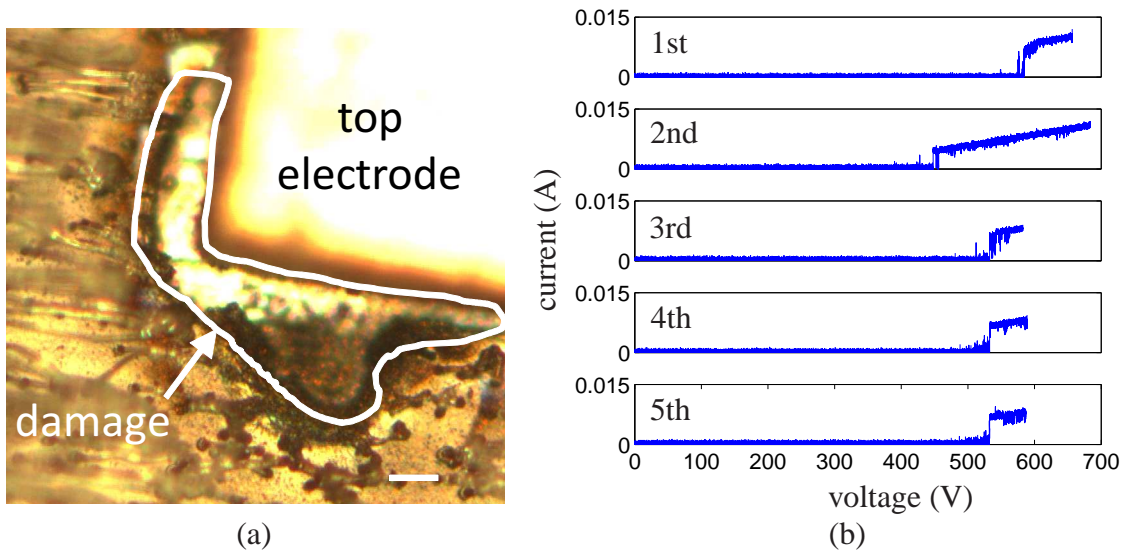 top
electrode
damage
(a)
0.015
1st
0
0.015
2nd
0
0.015
3rd
0
0.015
4th
0
0.015
5th
0
0 100 200 300 400 500 600 700
current (A)
voltage (V)
(b)